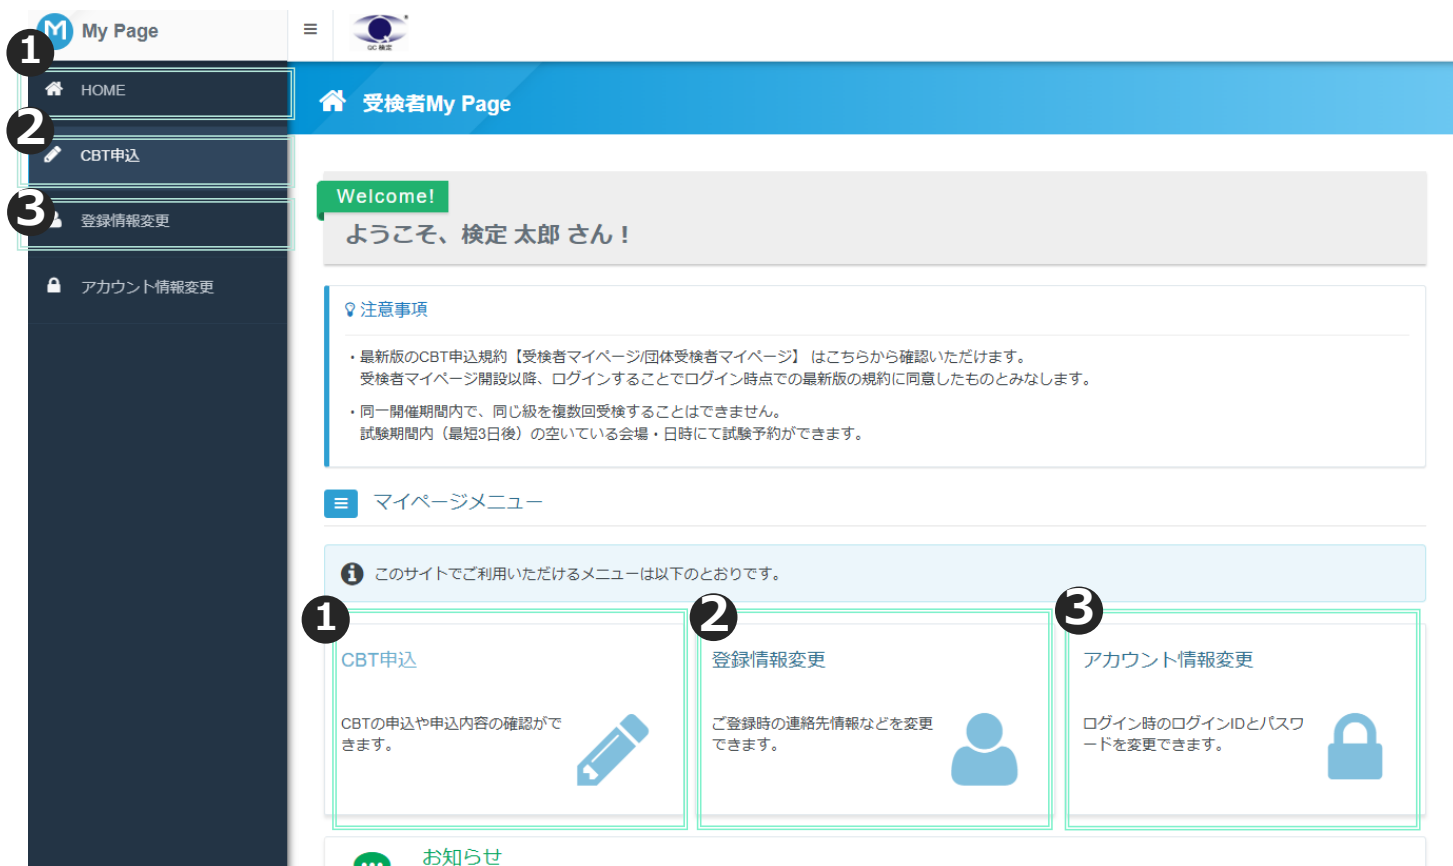 My Page
QC 検定
1
HOME
2
CBT申込
3
登録情報変更
アカウント情報変更
受検者My Page
Welcome!
ようこそ、検定 太郎 さん！
注意事項
・最新版のCBT申込規約【受検者マイページ/団体受検者マイページ】 はこちらから確認いただけます。
受検者マイページ開設以降、ログインすることでログイン時点での最新版の規約に同意したものとみなします。
・同一開催期間内で、同じ級を複数回受検することはできません。
試験期間内（最短3日後）の空いている会場・日時にて試験予約ができます。
マイページメニュー
このサイトでご利用いただけるメニューは以下のとおりです。
1
CBT申込
CBTの申込や申込内容の確認がで
きます。
2
登録情報変更
ご登録時の連絡先情報などを変更
できます。
3
アカウント情報変更
ログイン時のログインIDとパスワ
ードを変更できます。
お知らせ